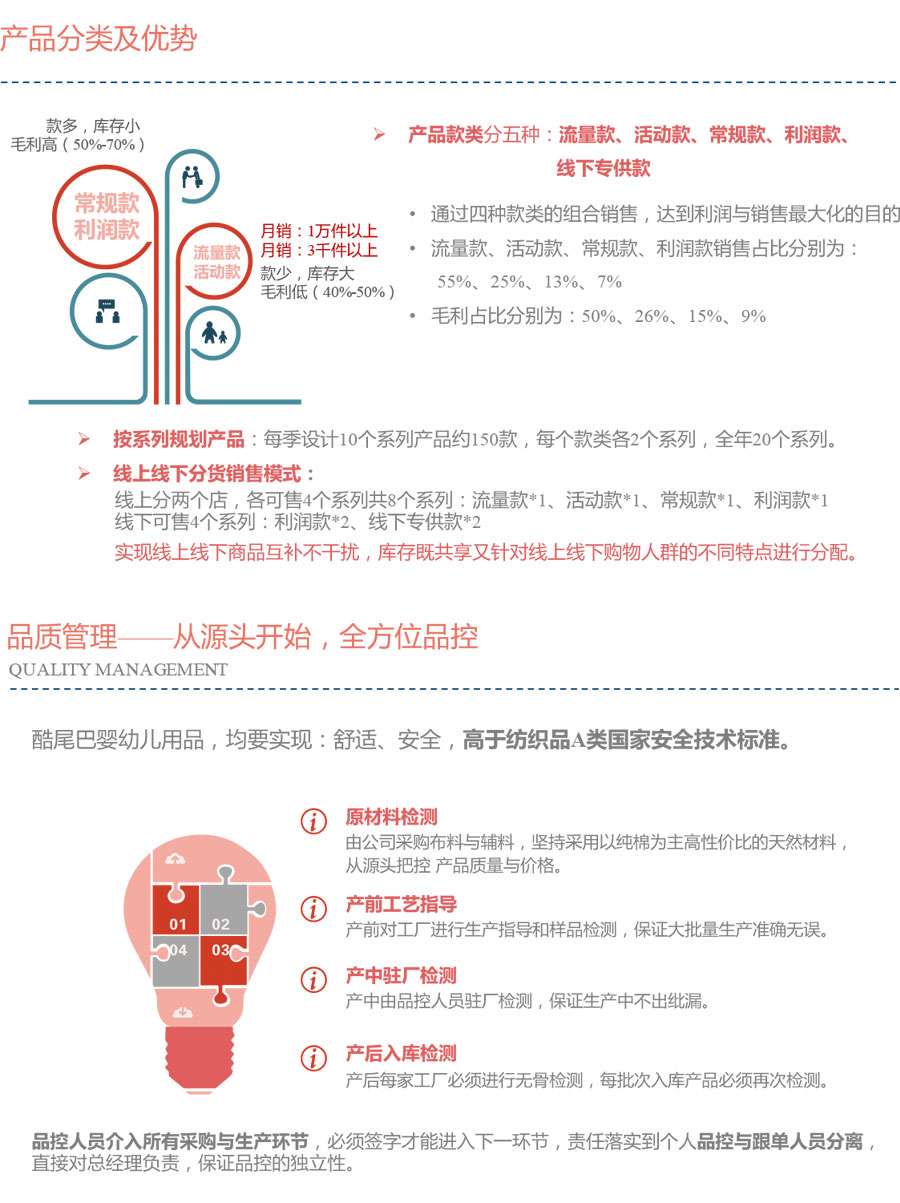 产品分类及优势
款多，库存小
毛利高（50%-70%）
常规款
利润款
流量款
活动款
月销：1万件以上
月销：3千件以上
款少，库存大
毛利低（40%-50%）
产品款类分五种：流量款、活动款、常规款、利润款、
线下专供款
• 通过四种款类的组合销售，达到利润与销售最大化的目的
• 流量款、活动款、常规款、利润款销售占比分别为：
55%、25%、13%、7%
• 毛利占比分别为：50%、26%、15%、9%
按系列规划产品：每季设计10个系列产品约150款，每个款类各2个系列，全年20个系列。
线上线下分货销售模式：
线上分两个店，各可售4个系列共8个系列：流量款*1、活动款*1、常规款*1、利润款*1
线下可售4个系列：利润款*2、线下专供款*2
实现线上线下商品互补不干扰，库存既共享又针对线上线下购物人群的不同特点进行分配。
品质管理——从源头开始，全方位品控
QUALITY MANAGEMENT
酷尾巴婴幼儿用品，均要实现：舒适、安全，高于纺织品A类国家安全技术标准。
01
02
04
03
原材料检测
由公司采购布料与辅料，坚持采用以纯棉为主高性价比的天然材料，
从源头把控 产品质量与价格。
产前工艺指导
产前对工厂进行生产指导和样品检测，保证大批量生产准确无误。
产中驻厂检测
产中由品控人员驻厂检测，保证生产中不出纰漏。
产后入库检测
产后每家工厂必须进行无骨检测，每批次入库产品必须再次检测。
品控人员介入所有采购与生产环节，必须签字才能进入下一环节，责任落实到个人品控与跟单人员分离，
直接对总经理负责，保证品控的独立性。